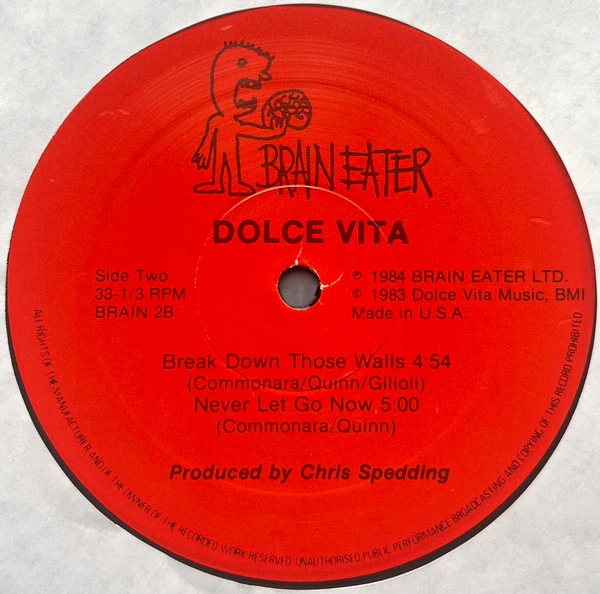 BRAIN EATER
DOLCE VITA
Side Two
33-1/3 RPM
BRAIN 2B
℗ 1984 BRAIN EATER LTD.
© 1983 Dolce Vita Music, BMI
Made in U.S.A.
Break Down Those Walls 4:54
(Commonara/Quinn/Gilioli)
Never Let Go Now 5:00
(Commonara/Quinn)
Produced by Chris Spedding
ALL RIGHTS OF THE MANUFACTURER AND OF THE OWNER OF THE RECORDED WORK RESERVED. UNAUTHORISED PUBLIC PERFORMANCE BROADCASTING AND COPYING OF THIS RECORD PROHIBITED